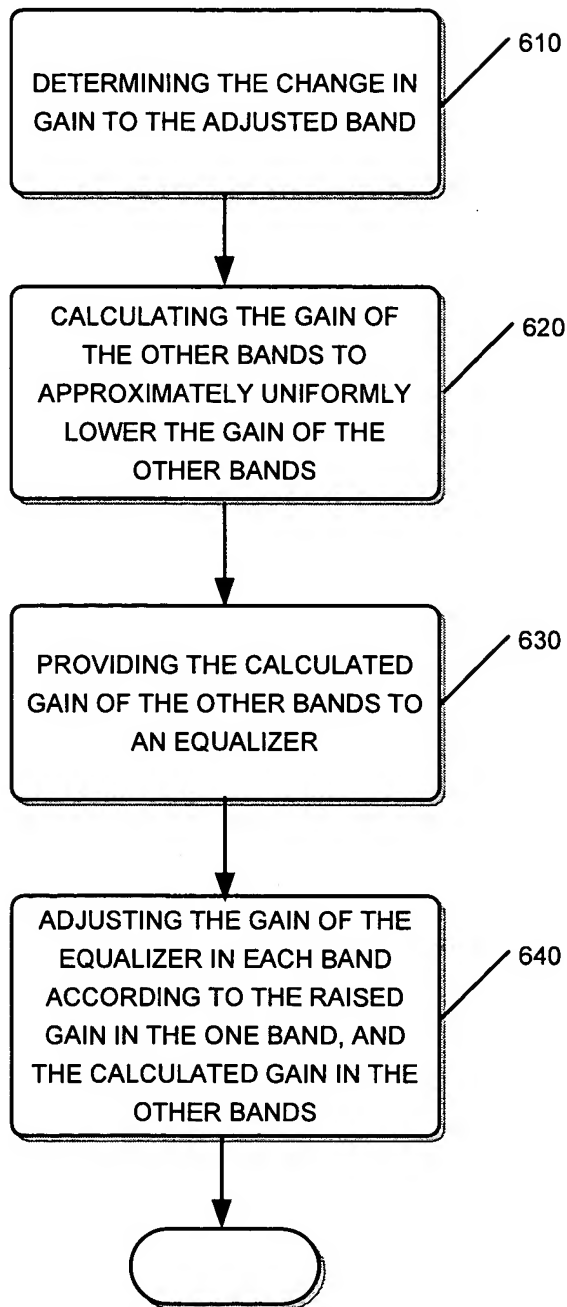 DETERMINING THE CHANGE IN
GAIN TO THE ADJUSTED BAND
610
CALCULATING THE GAIN OF
THE OTHER BANDS TO
APPROXIMATELY UNIFORMLY
LOWER THE GAIN OF THE
OTHER BANDS
620
PROVIDING THE CALCULATED
GAIN OF THE OTHER BANDS TO
AN EQUALIZER
630
ADJUSTING THE GAIN OF THE
EQUALIZER IN EACH BAND
ACCORDING TO THE RAISED
GAIN IN THE ONE BAND, AND
THE CALCULATED GAIN IN THE
OTHER BANDS
640